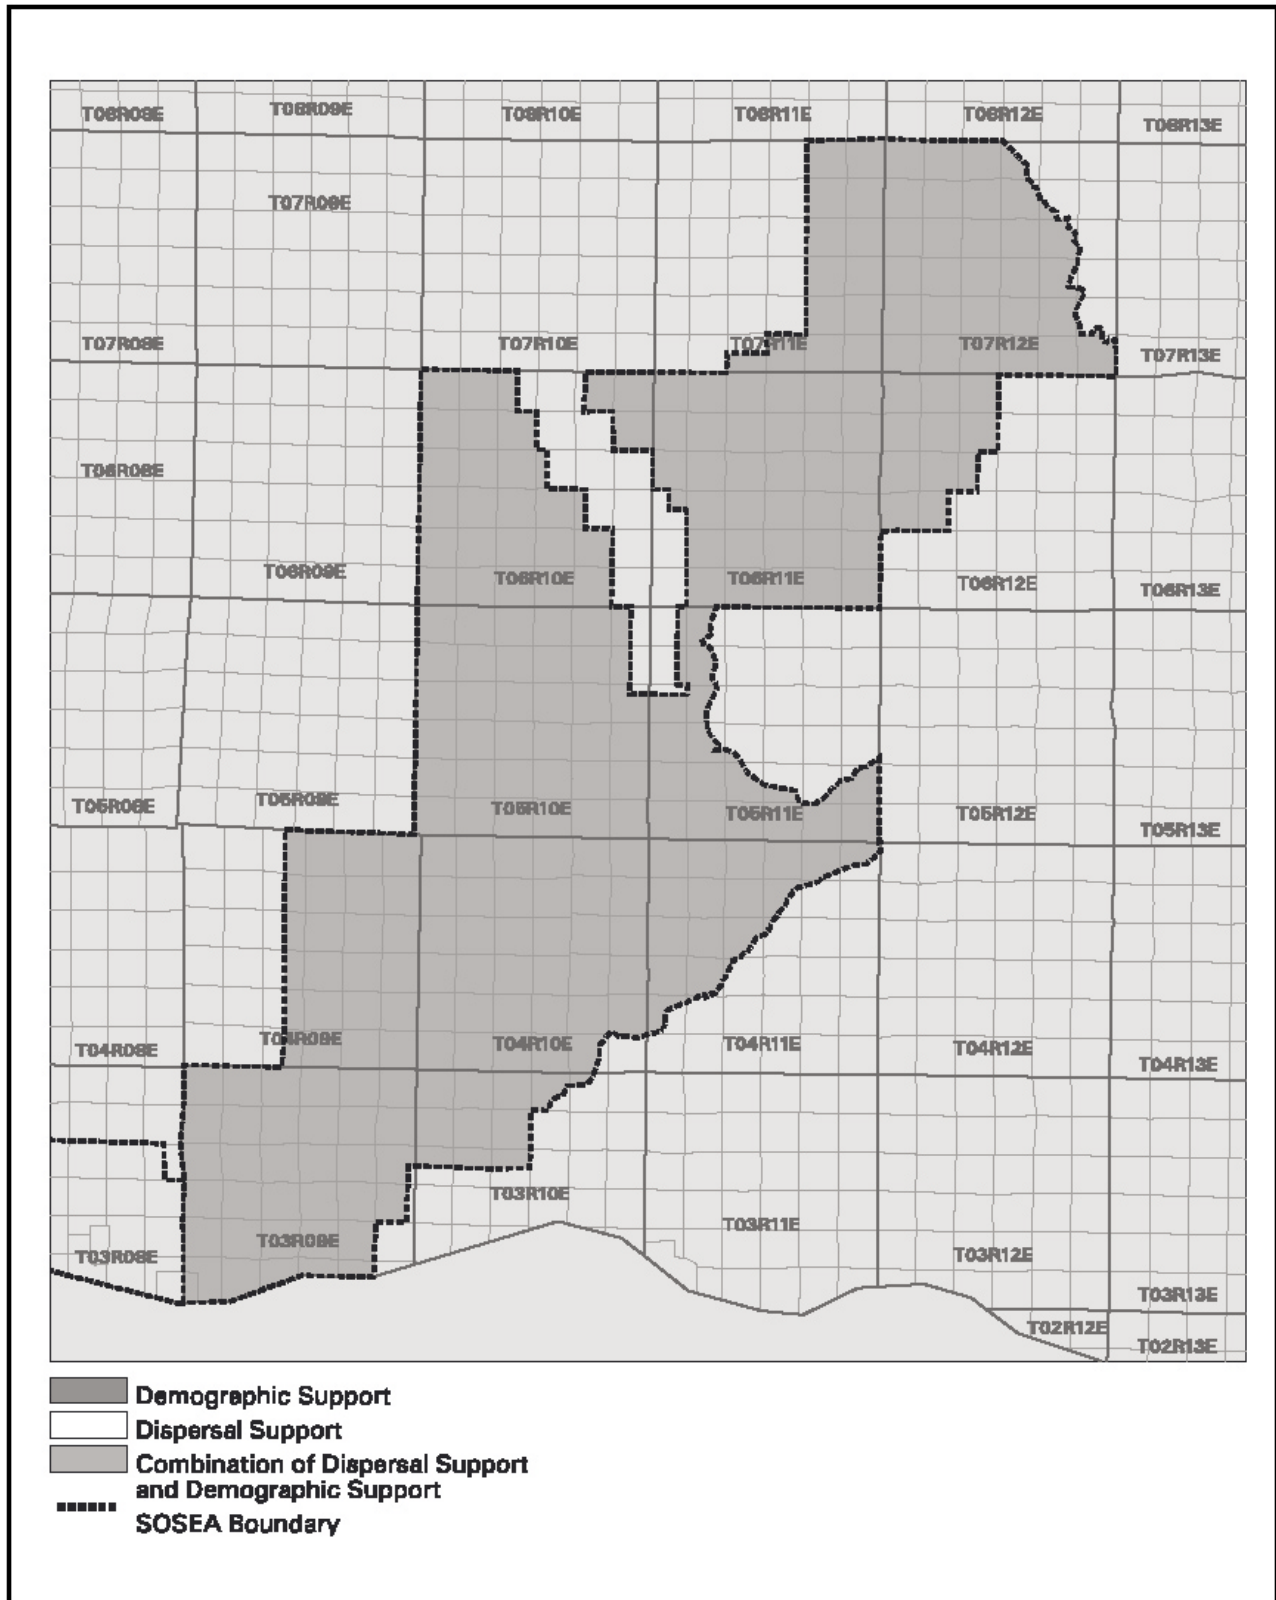 T08R08E
T08R09E
T08R10E
T08R11E
T08R12E
T08R13E
T07R09E
T07R08E
T07R10E
T07R11E
T07R12E
T07R13E
T06R08E
T06R09E
T06R10E
T06R11E
T06R12E
T06R13E
T05R08E
T05R09E
T05R10E
T05R11E
T05R12E
T05R13E
T04R08E
T04R09E
T04R10E
T04R11E
T04R12E
T04R13E
T03R08E
T03R09E
T03R10E
T03R11E
T03R12E
T03R13E
T02R12E
T02R13E
Demographic Support
Dispersal Support
Combination of Dispersal Support
and Demographic Support
SOSEA Boundary